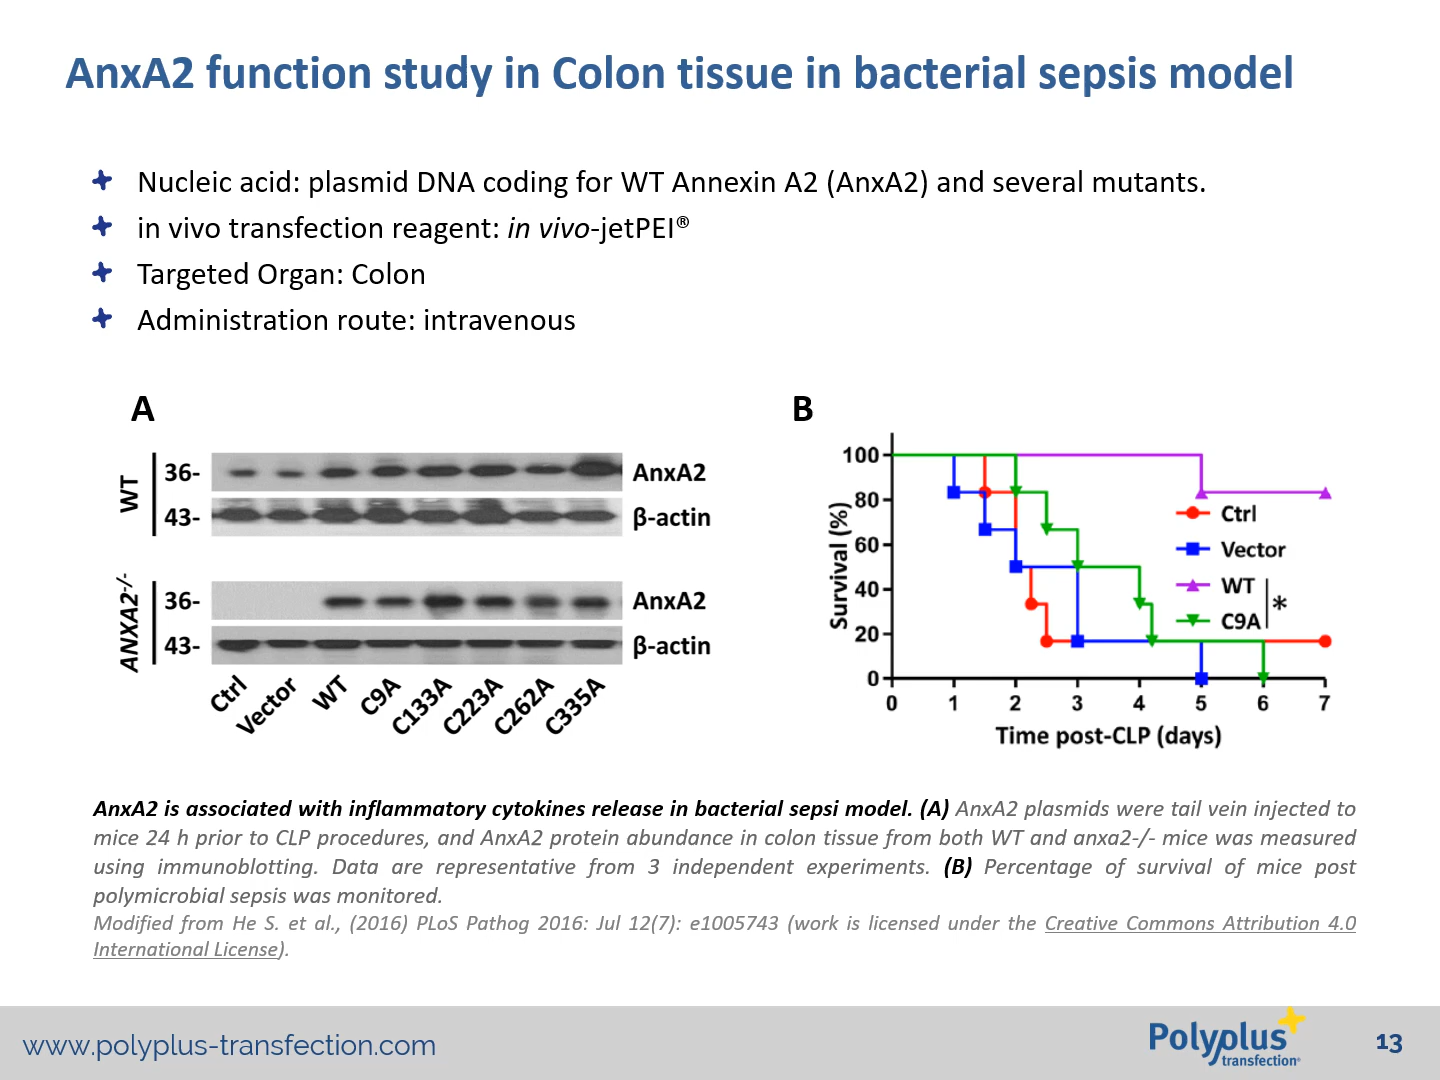 AnxA2 function study in Colon tissue in bacterial sepsis model
Nucleic acid: plasmid DNA coding for WT Annexin A2 (AnxA2) and several mutants.
in vivo transfection reagent: in vivo-jetPEI®
Targeted Organ: Colon
Administration route: intravenous
A
WT
36-
AnxA2
43-
β-actin
ANXA2-/-
36-
AnxA2
43-
β-actin
Ctrl
Vector
WT
C9A
C133A
C223A
C262A
C335A
B
Survival (%)
100
80
60
40
20
0
0 1 2 3 4 5 6 7
Time post-CLP (days)
Ctrl
Vector
WT
C9A
*
AnxA2 is associated with inflammatory cytokines release in bacterial sepsi model. (A) AnxA2 plasmids were tail vein injected to
mice 24 h prior to CLP procedures, and AnxA2 protein abundance in colon tissue from both WT and anxa2-/- mice was measured
using immunoblotting. Data are representative from 3 independent experiments. (B) Percentage of survival of mice post
polymicrobial sepsis was monitored.
Modified from He S. et al., (2016) PLoS Pathog 2016: Jul 12(7): e1005743 (work is licensed under the Creative Commons Attribution 4.0
International License).
www.polyplus-transfection.com
Polyplus+
transfection®
13